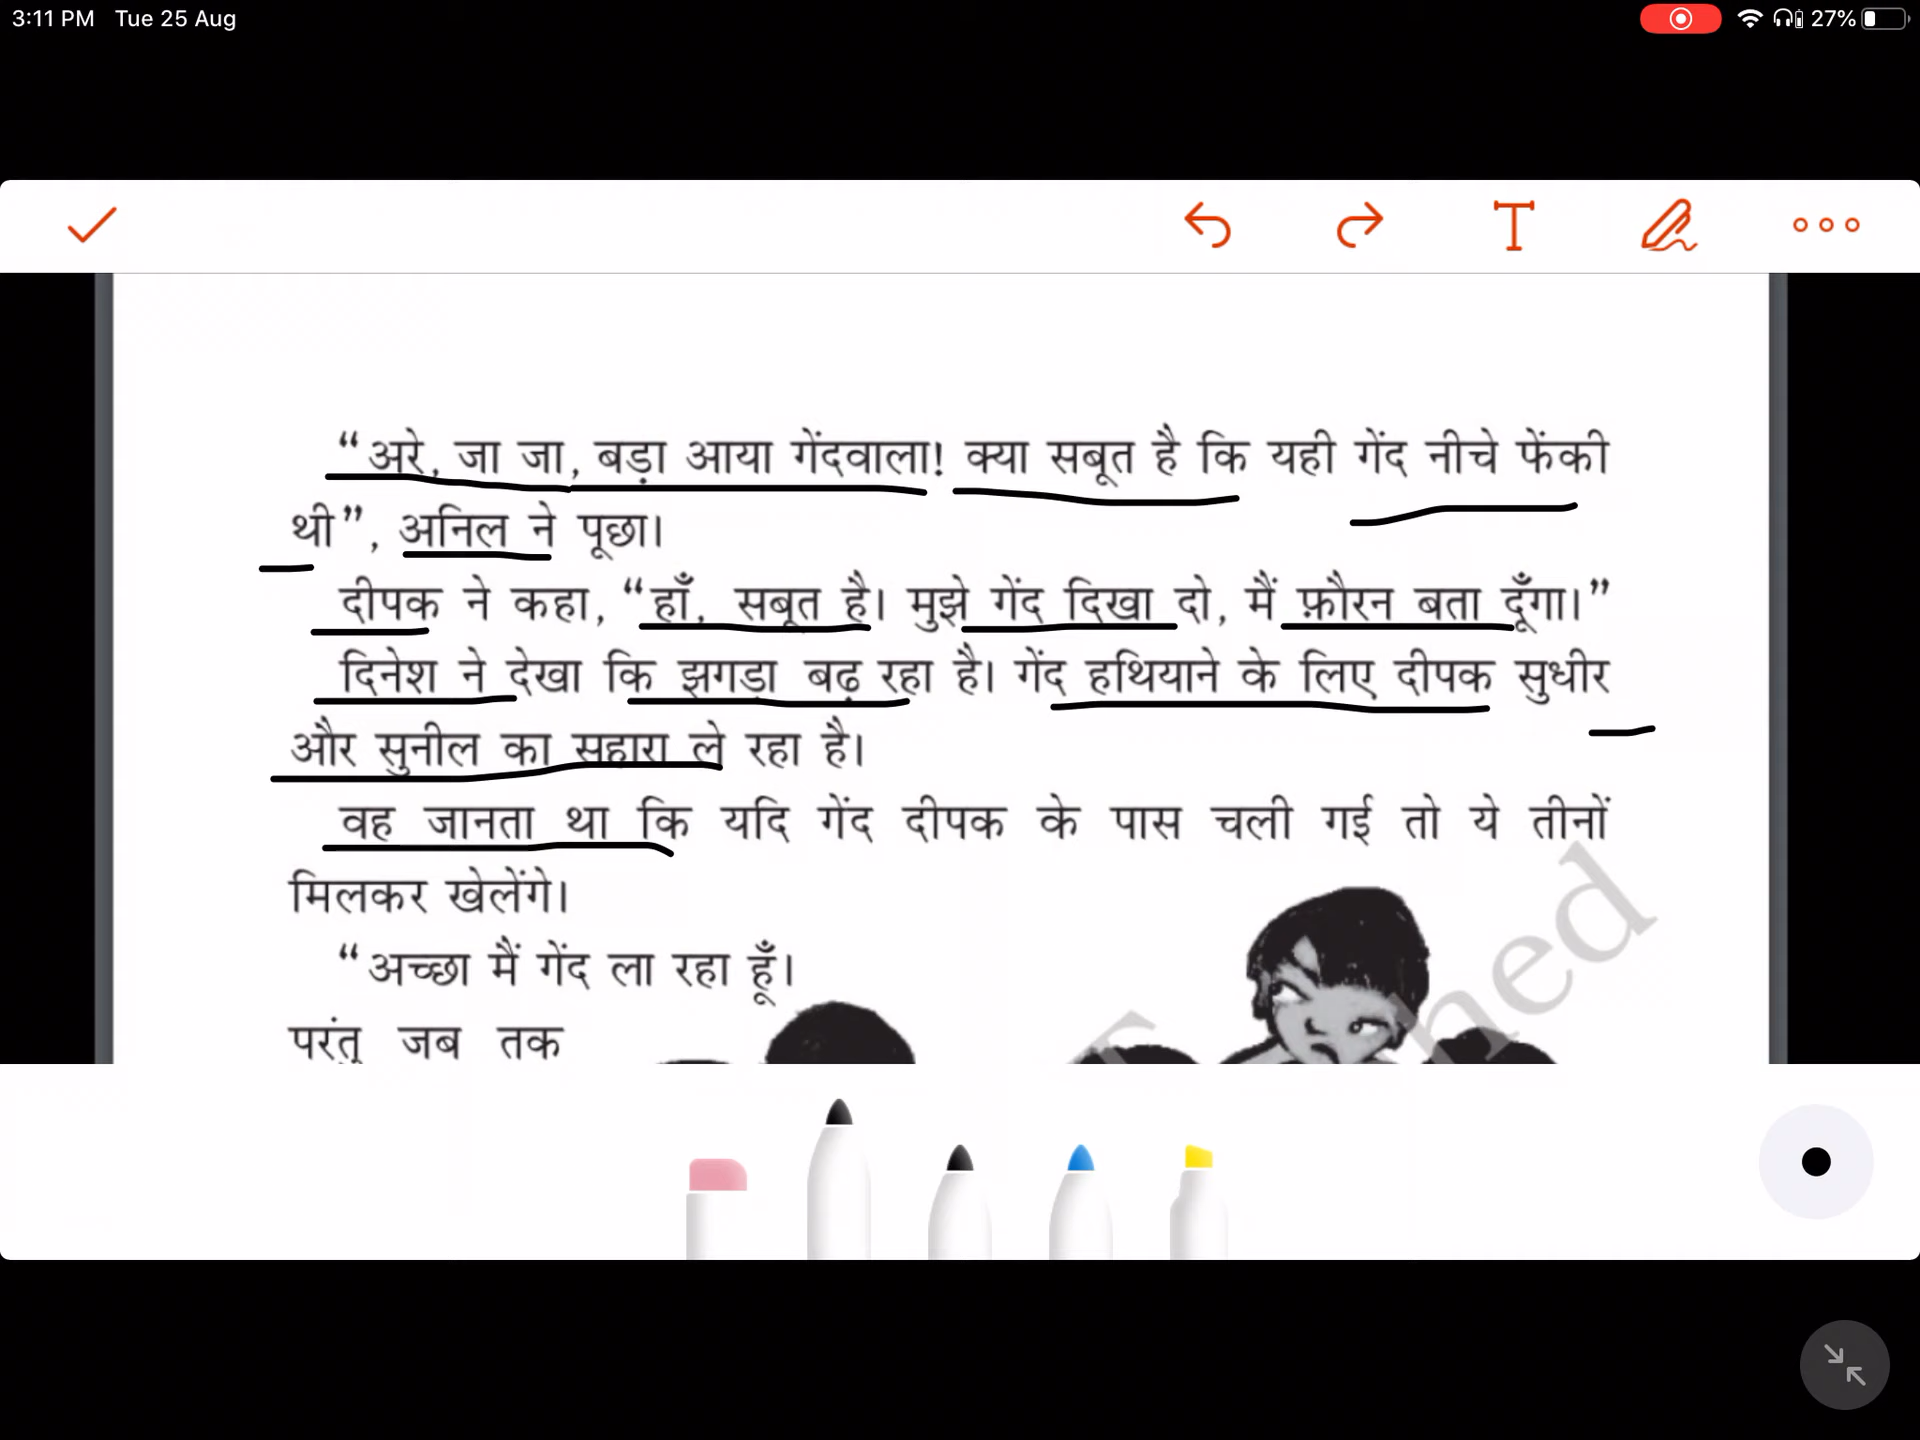 3:11 PM Tue 25 Aug 27%
T
“अरे, जा जा, बड़ा आया गेंदवाला! क्या सबूत है कि यही गेंद नीचे फेंकी
थी”, अनिल ने पूछा।
दीपक ने कहा, “हाँ, सबूत है। मुझे गेंद दिखा दो, मैं फ़ौरन बता दूँगा।”
दिनेश ने देखा कि झगड़ा बढ़ रहा है। गेंद हथियाने के लिए दीपक सुधीर
और सुनील का सहारा ले रहा है।
वह जानता था कि यदि गेंद दीपक के पास चली गई तो ये तीनों
मिलकर खेलेंगे।
“अच्छा मैं गेंद ला रहा हूँ।
परंतु जब तक